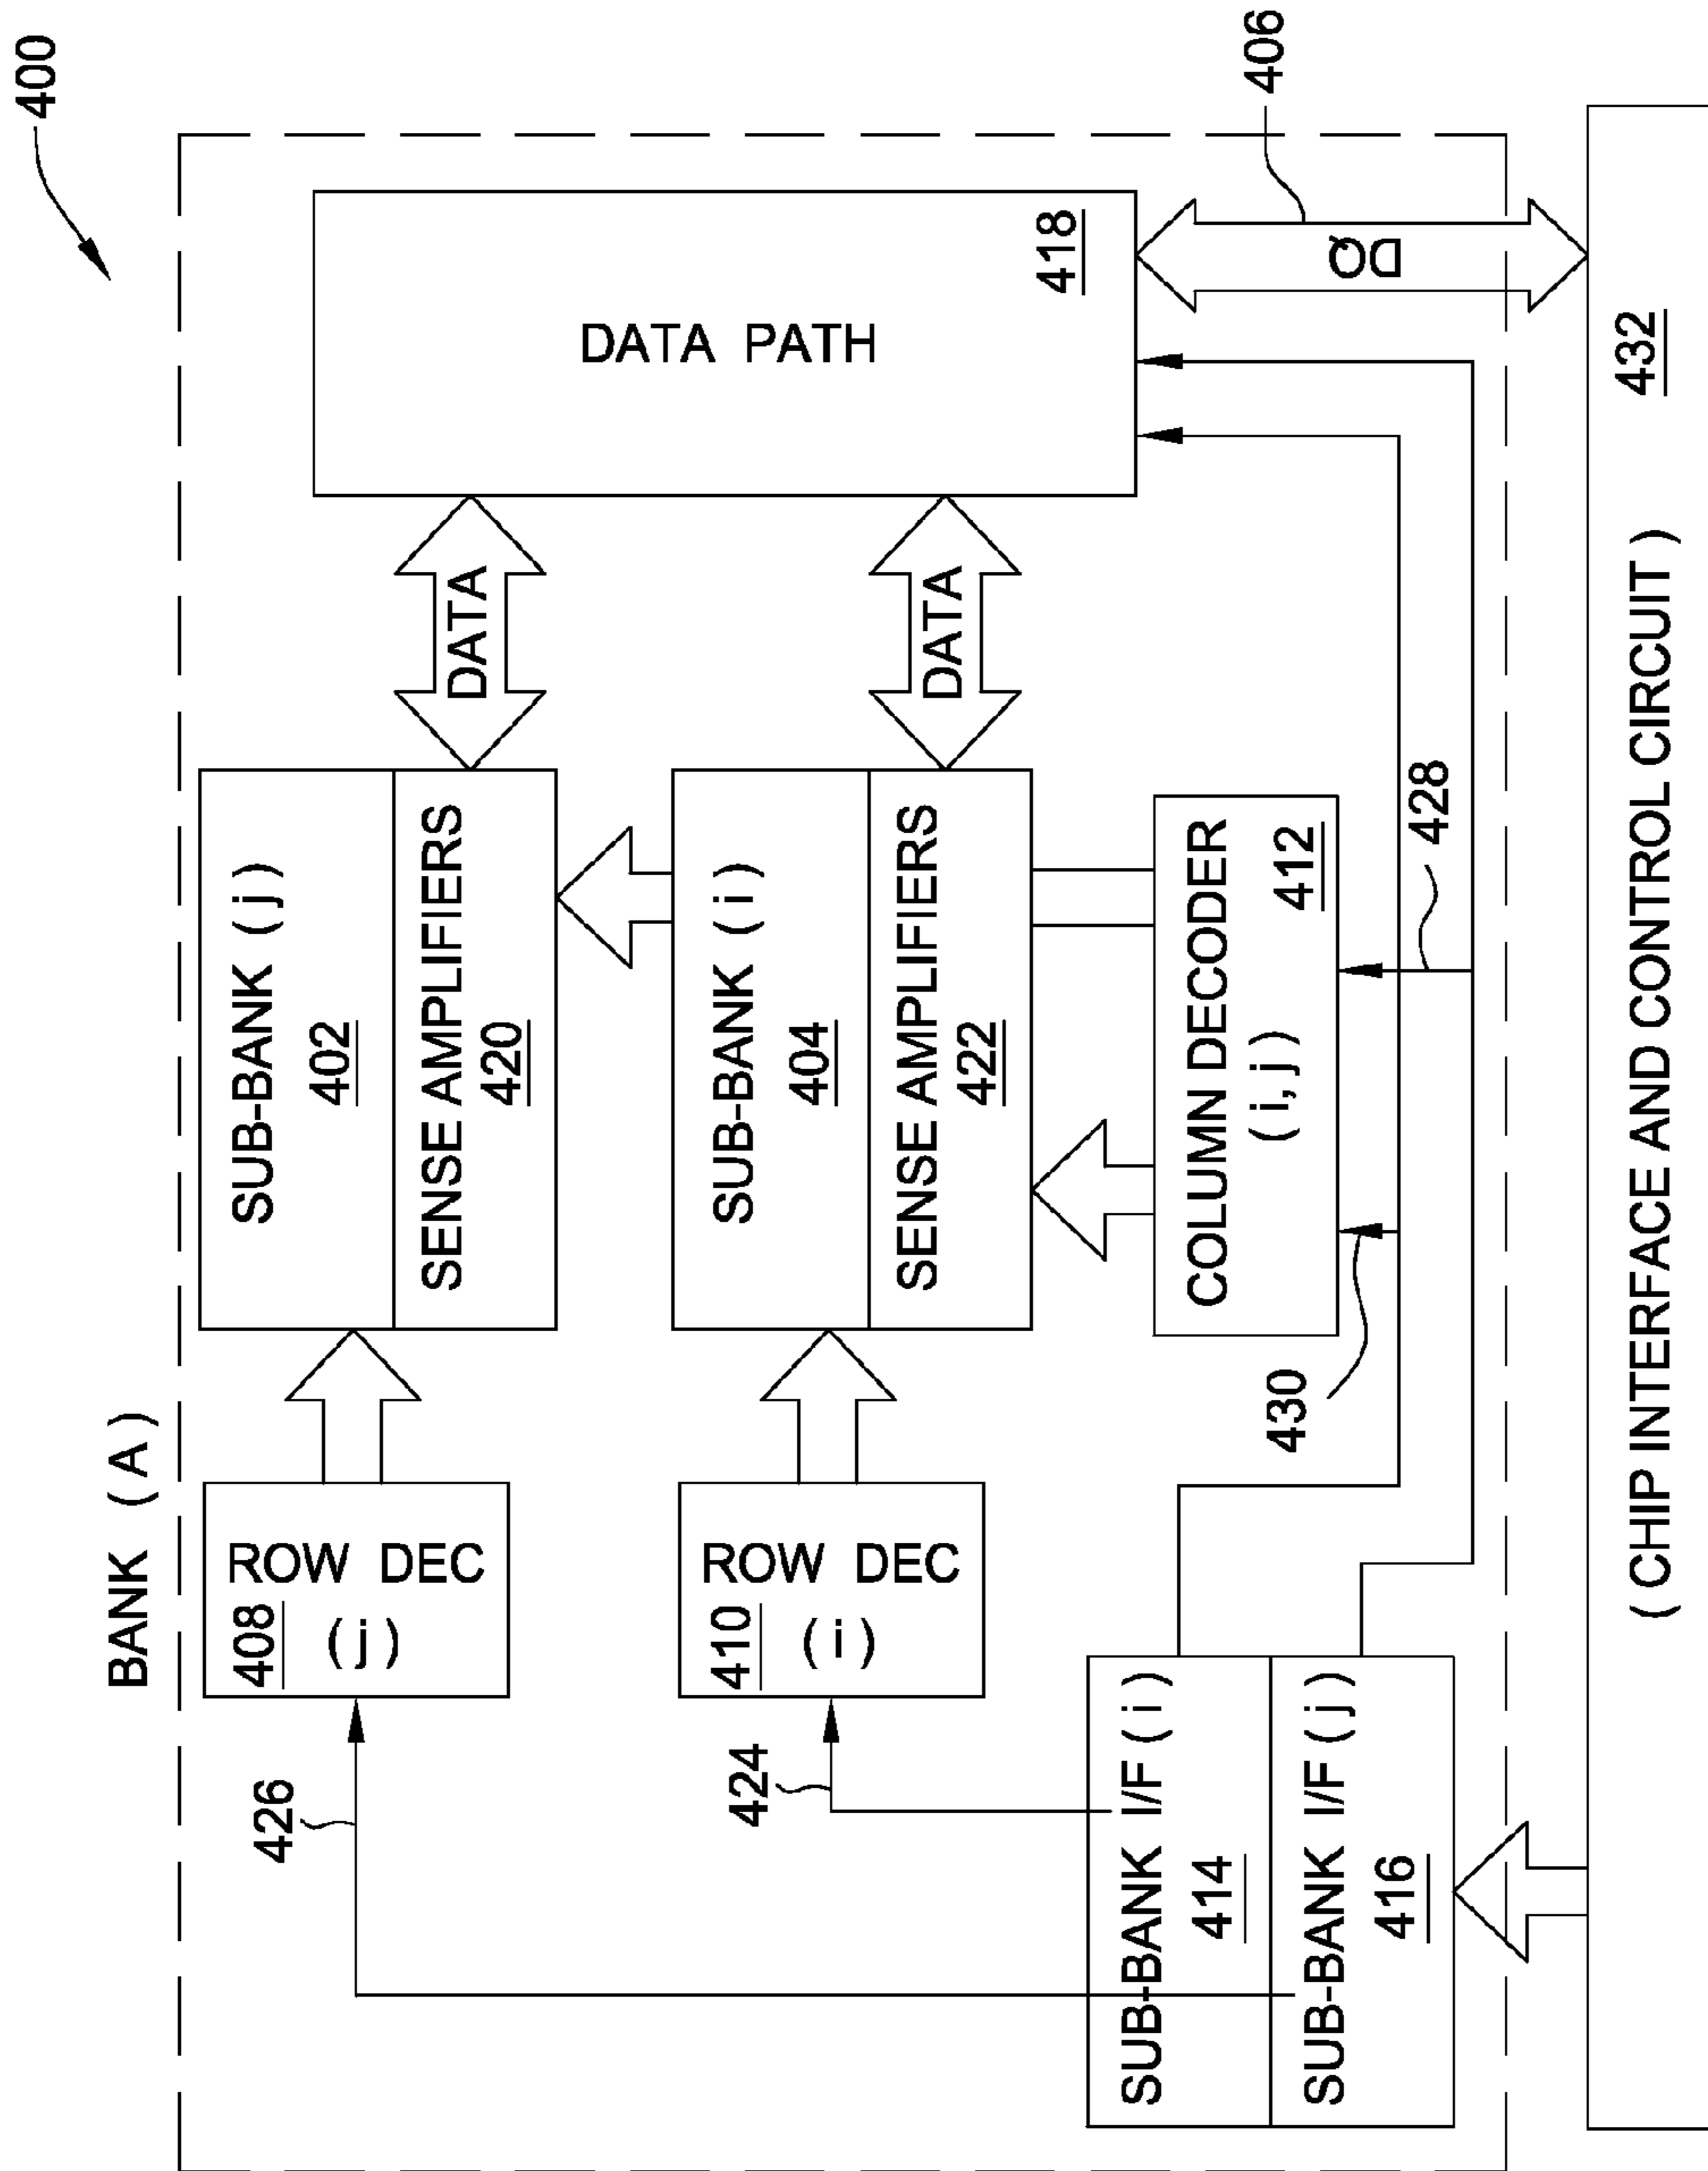 400
BANK ( A )
ROW DEC
408
( j )
SUB-BANK ( j )
402
SENSE AMPLIFIERS
420
DATA
DATA PATH
418
426
ROW DEC
410
( i )
SUB-BANK ( i )
404
SENSE AMPLIFIERS
422
DATA
424
COLUMN DECODER
( i, j )
412
SUB-BANK I/F ( i )
414
SUB-BANK I/F ( j )
416
430
428
DQ
406
( CHIP INTERFACE AND CONTROL CIRCUIT )
432